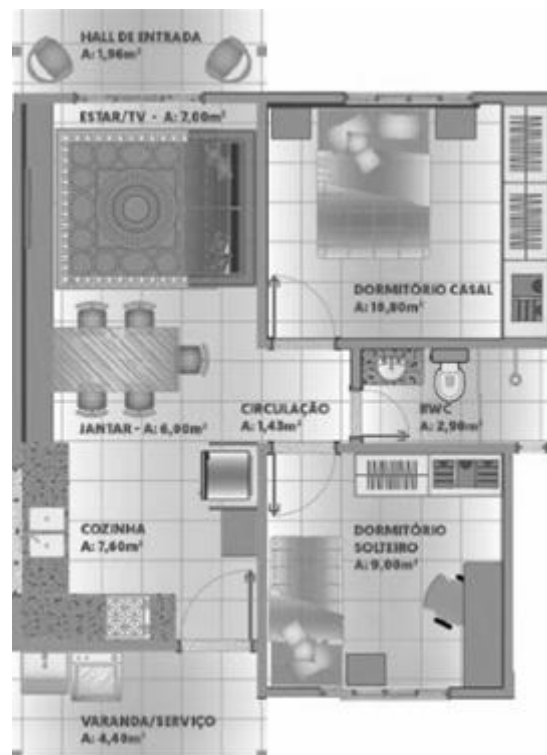 HALL DE ENTRADA
A: 1,96m²
ESTAR/TV - A: 7,00m²
DORMITÓRIO CASAL
A: 10,80m²
CIRCULAÇÃO
A: 1,43m²
BWC
A: 2,90m²
JANTAR - A: 6,00m²
COZINHA
A: 7,60m²
DORMITÓRIO
SOLTEIRO
A: 9,00m²
VARANDA/SERVIÇO
A: 4,40m²